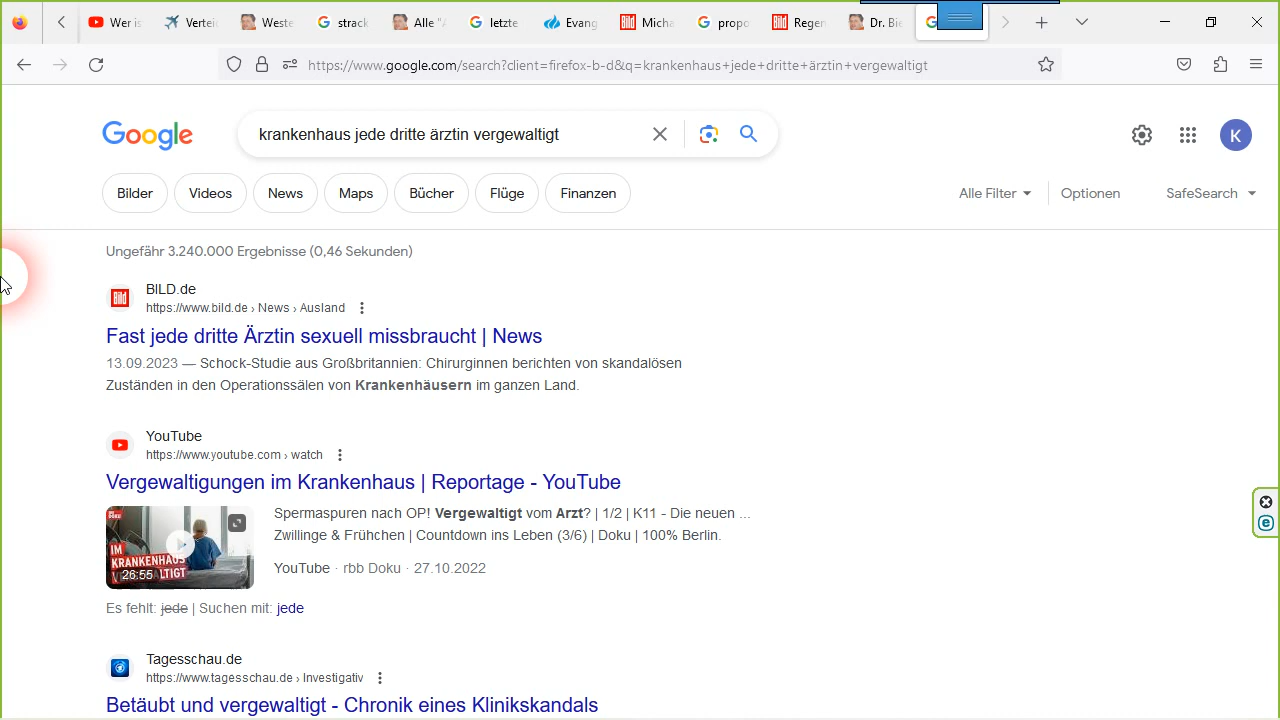 Wer is
Vertei
Weste
strack
Alle "A
letzte
Evang
Micha
propo
Regen
Dr. Bie
https://www.google.com/search?client=firefox-b-d&q=krankenhaus+jede+dritte+ärztin+vergewaltigt
Google
krankenhaus jede dritte ärztin vergewaltigt
K
Bilder Videos News Maps Bücher Flüge Finanzen Alle Filter Optionen SafeSearch
Ungefähr 3.240.000 Ergebnisse (0,46 Sekunden)
BILD.de
https://www.bild.de › News › Ausland
Fast jede dritte Ärztin sexuell missbraucht | News
13.09.2023 — Schock-Studie aus Großbritannien: Chirurginnen berichten von skandalösen
Zuständen in den Operationssälen von Krankenhäusern im ganzen Land.
YouTube
https://www.youtube.com › watch
Vergewaltigungen im Krankenhaus | Reportage - YouTube
IM
KRANKENHAUS
26:55 LTIGT
Spermaspuren nach OP! Vergewaltigt vom Arzt? | 1/2 | K11 - Die neuen ...
Zwillinge & Frühchen | Countdown ins Leben (3/6) | Doku | 100% Berlin.
YouTube · rbb Doku · 27.10.2022
Es fehlt: jede | Suchen mit: jede
Tagesschau.de
https://www.tagesschau.de › Investigativ
Betäubt und vergewaltigt - Chronik eines Klinikskandals